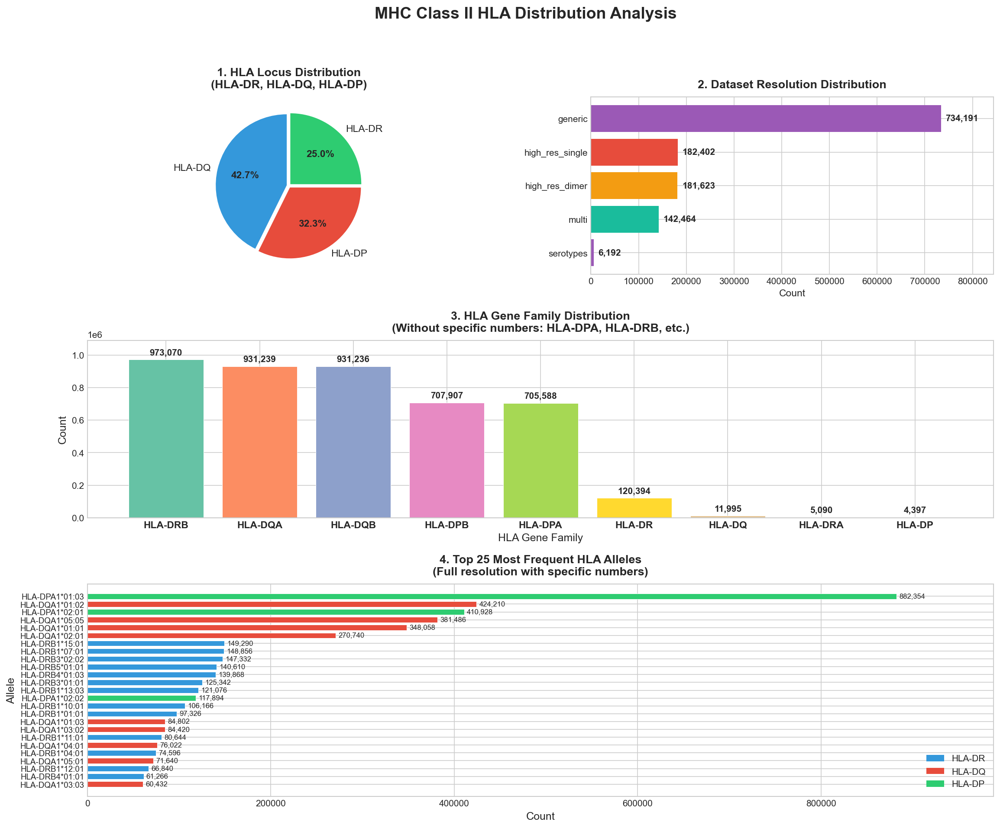 MHC Class II HLA Distribution Analysis
1. HLA Locus Distribution
(HLA-DR, HLA-DQ, HLA-DP)
HLA-DR
25.0%
HLA-DQ
42.7%
32.3%
HLA-DP
2. Dataset Resolution Distribution
generic
734,191
high_res_single
182,402
high_res_dimer
181,623
multi
142,464
serotypes
6,192
0 100000 200000 300000 400000 500000 600000 700000 800000
Count
3. HLA Gene Family Distribution
(Without specific numbers: HLA-DPA, HLA-DRB, etc.)
1e6
1.0
0.8
0.6
0.4
0.2
0.0
Count
973,070
931,239
931,236
707,907
705,588
120,394
11,995
5,090
4,397
HLA-DRB HLA-DQA HLA-DQB HLA-DPB HLA-DPA HLA-DR HLA-DQ HLA-DRA HLA-DP
HLA Gene Family
4. Top 25 Most Frequent HLA Alleles
(Full resolution with specific numbers)
Allele
HLA-DPA1*01:03 882,354
HLA-DQA1*01:02 424,210
HLA-DPA1*02:01 410,928
HLA-DQA1*05:05 381,486
HLA-DQA1*01:01 348,058
HLA-DQA1*02:01 270,740
HLA-DRB1*15:01 149,290
HLA-DRB1*07:01 148,856
HLA-DRB3*02:02 147,332
HLA-DRB5*01:01 140,610
HLA-DRB4*01:03 139,868
HLA-DRB3*01:01 125,342
HLA-DRB1*13:03 121,076
HLA-DPA1*02:02 117,894
HLA-DRB1*10:01 106,166
HLA-DRB1*01:01 97,326
HLA-DQA1*01:03 84,802
HLA-DQA1*03:02 84,420
HLA-DRB1*11:01 80,644
HLA-DQA1*04:01 76,022
HLA-DRB1*04:01 74,596
HLA-DQA1*05:01 71,640
HLA-DRB1*12:01 66,840
HLA-DRB4*01:01 61,266
HLA-DQA1*03:03 60,432
HLA-DR
HLA-DQ
HLA-DP
0 200000 400000 600000 800000
Count